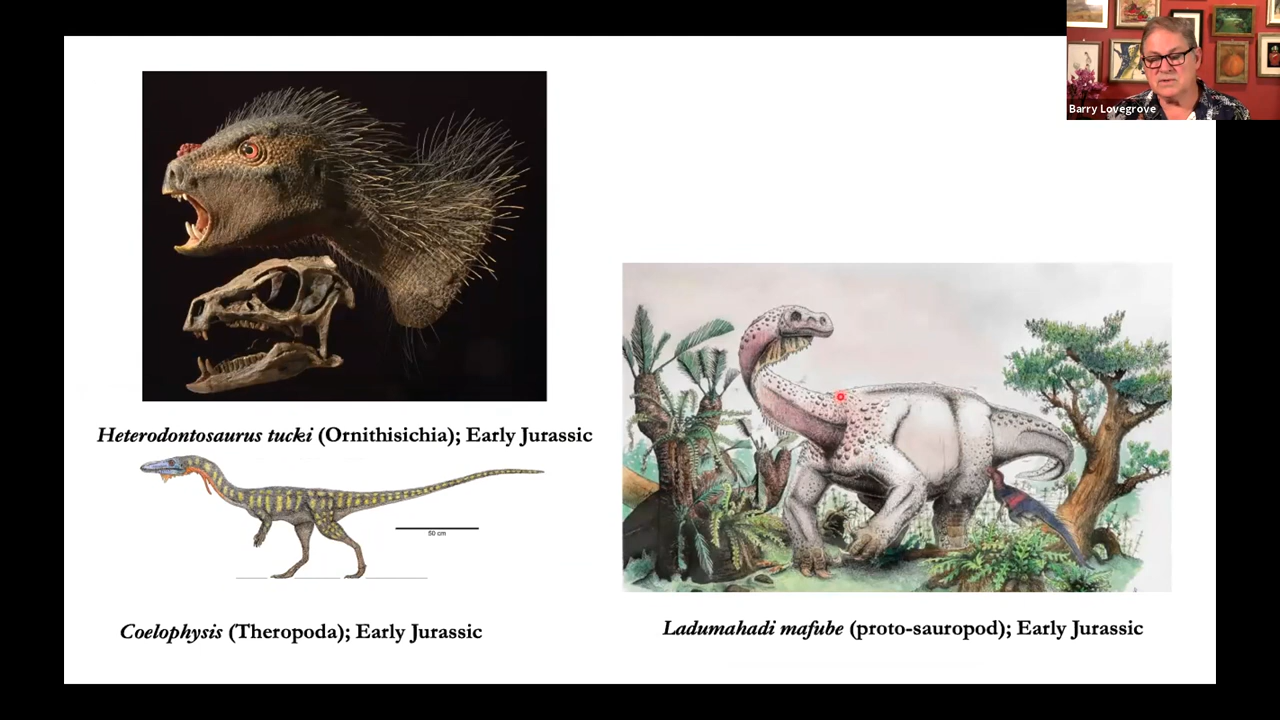 Barry Lovegrove
Heterodontosaurus tucki (Ornithisichia); Early Jurassic
50 cm
Coelophysis (Theropoda); Early Jurassic
Ladumahadi mafube (proto-sauropod); Early Jurassic